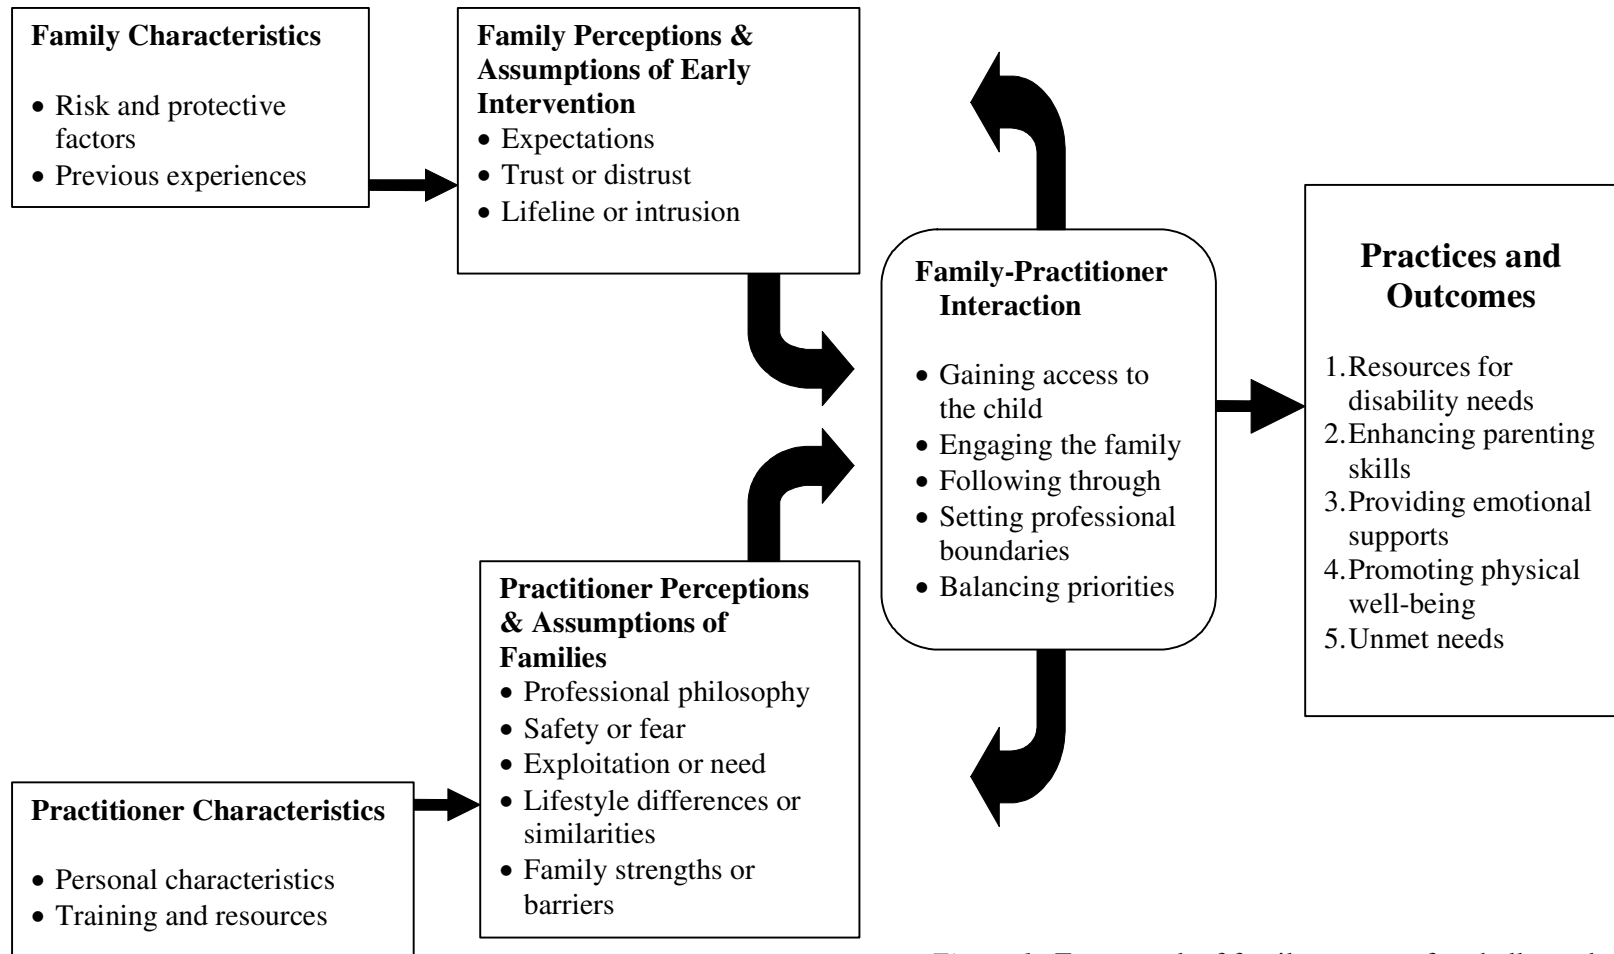 Family Characteristics
• Risk and protective
factors
• Previous experiences
Family Perceptions &
Assumptions of Early
Intervention
• Expectations
• Trust or distrust
• Lifeline or intrusion
Family-Practitioner
Interaction
• Gaining access to
the child
• Engaging the family
• Following through
• Setting professional
boundaries
• Balancing priorities
Practices and
Outcomes
1.Resources for
disability needs
2.Enhancing parenting
skills
3.Providing emotional
supports
4.Promoting physical
well-being
5.Unmet needs
Practitioner Perceptions
& Assumptions of
Families
• Professional philosophy
• Safety or fear
• Exploitation or need
• Lifestyle differences or
similarities
• Family strengths or
barriers
Practitioner Characteristics
• Personal characteristics
• Training and resources